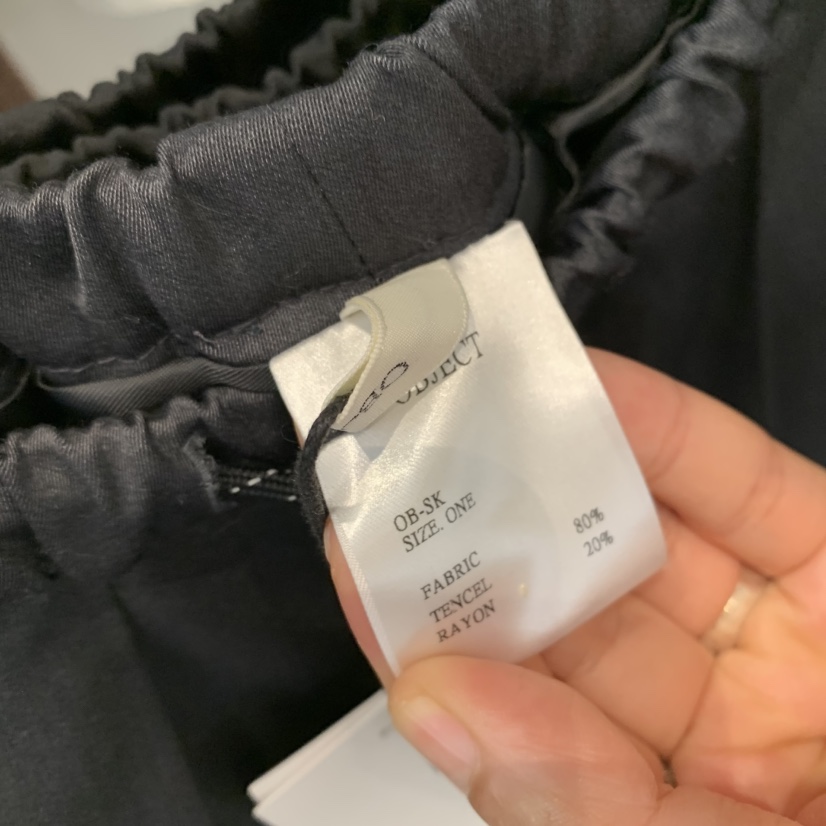 OBJECT
OB-SK
SIZE. ONE
FABRIC
TENCEL 80%
RAYON 20%